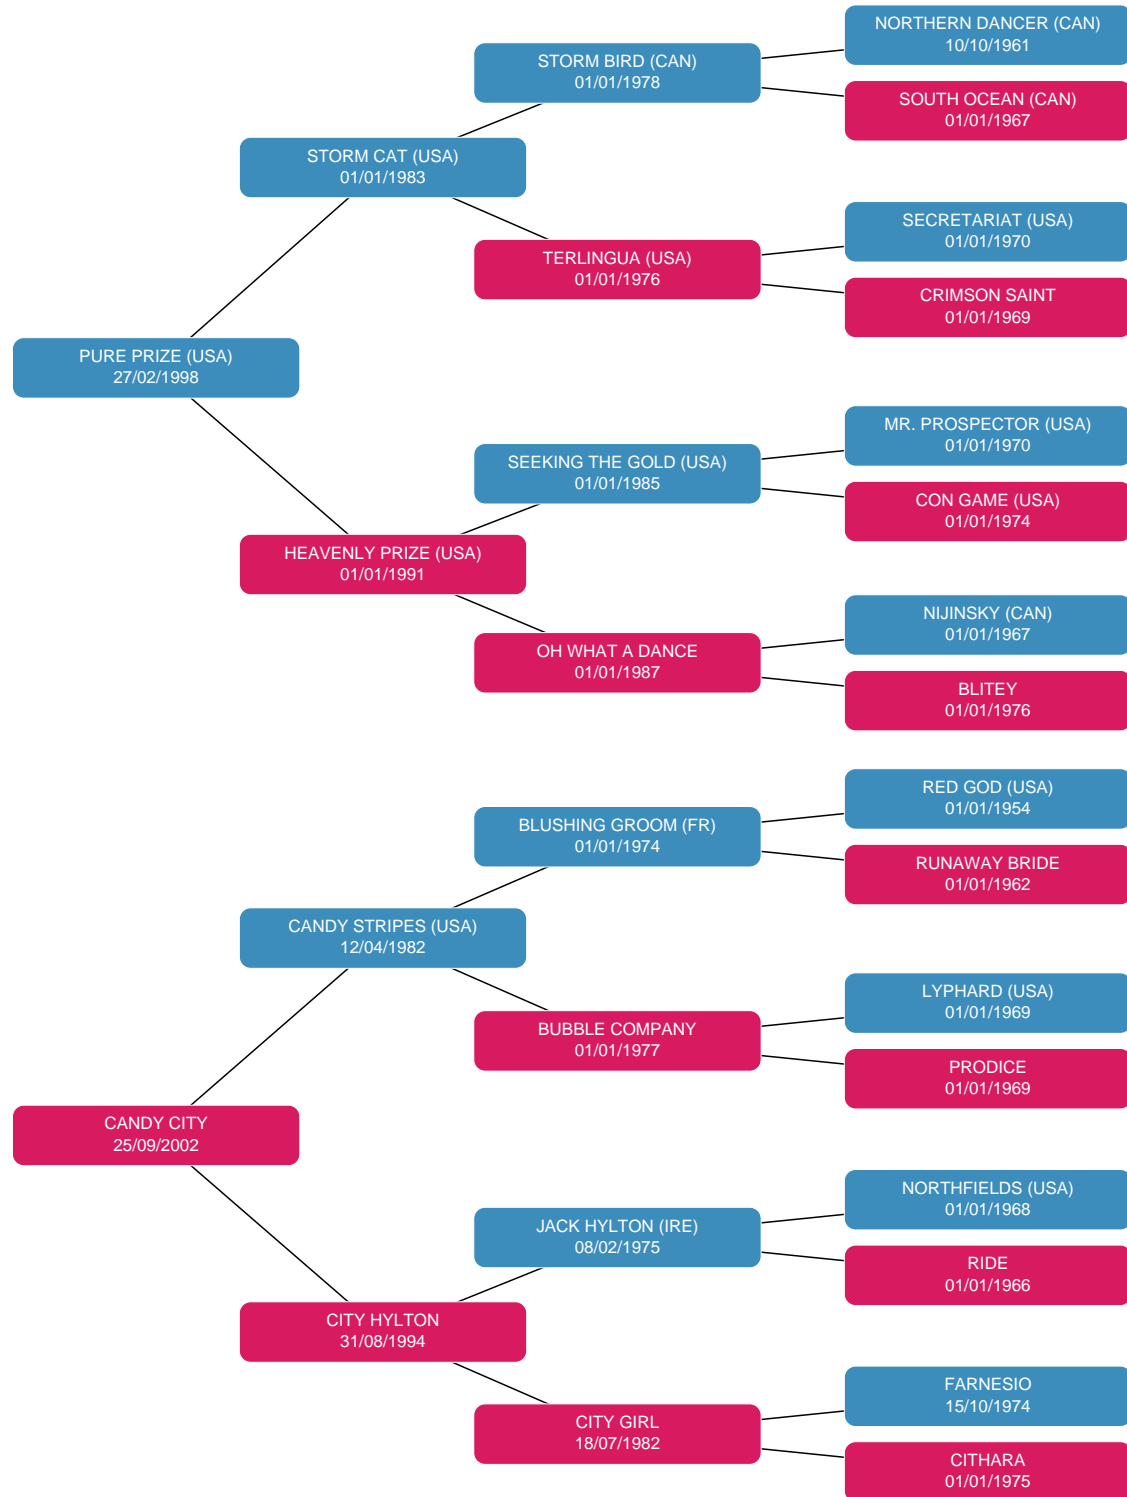 NORTHERN DANCER (CAN)
10/10/1961
STORM BIRD (CAN)
01/01/1978
SOUTH OCEAN (CAN)
01/01/1967
STORM CAT (USA)
01/01/1983
SECRETARIAT (USA)
01/01/1970
TERLINGUA (USA)
01/01/1976
CRIMSON SAINT
01/01/1969
PURE PRIZE (USA)
27/02/1998
MR. PROSPECTOR (USA)
01/01/1970
SEEKING THE GOLD (USA)
01/01/1985
CON GAME (USA)
01/01/1974
HEAVENLY PRIZE (USA)
01/01/1991
NIJINSKY (CAN)
01/01/1967
OH WHAT A DANCE
01/01/1987
BLITEY
01/01/1976
RED GOD (USA)
01/01/1954
BLUSHING GROOM (FR)
01/01/1974
RUNAWAY BRIDE
01/01/1962
CANDY STRIPES (USA)
12/04/1982
LYPHARD (USA)
01/01/1969
BUBBLE COMPANY
01/01/1977
PRODICE
01/01/1969
CANDY CITY
25/09/2002
NORTHFIELDS (USA)
01/01/1968
JACK HYLTON (IRE)
08/02/1975
RIDE
01/01/1966
CITY HYLTON
31/08/1994
FARNESIO
15/10/1974
CITY GIRL
18/07/1982
CITHARA
01/01/1975